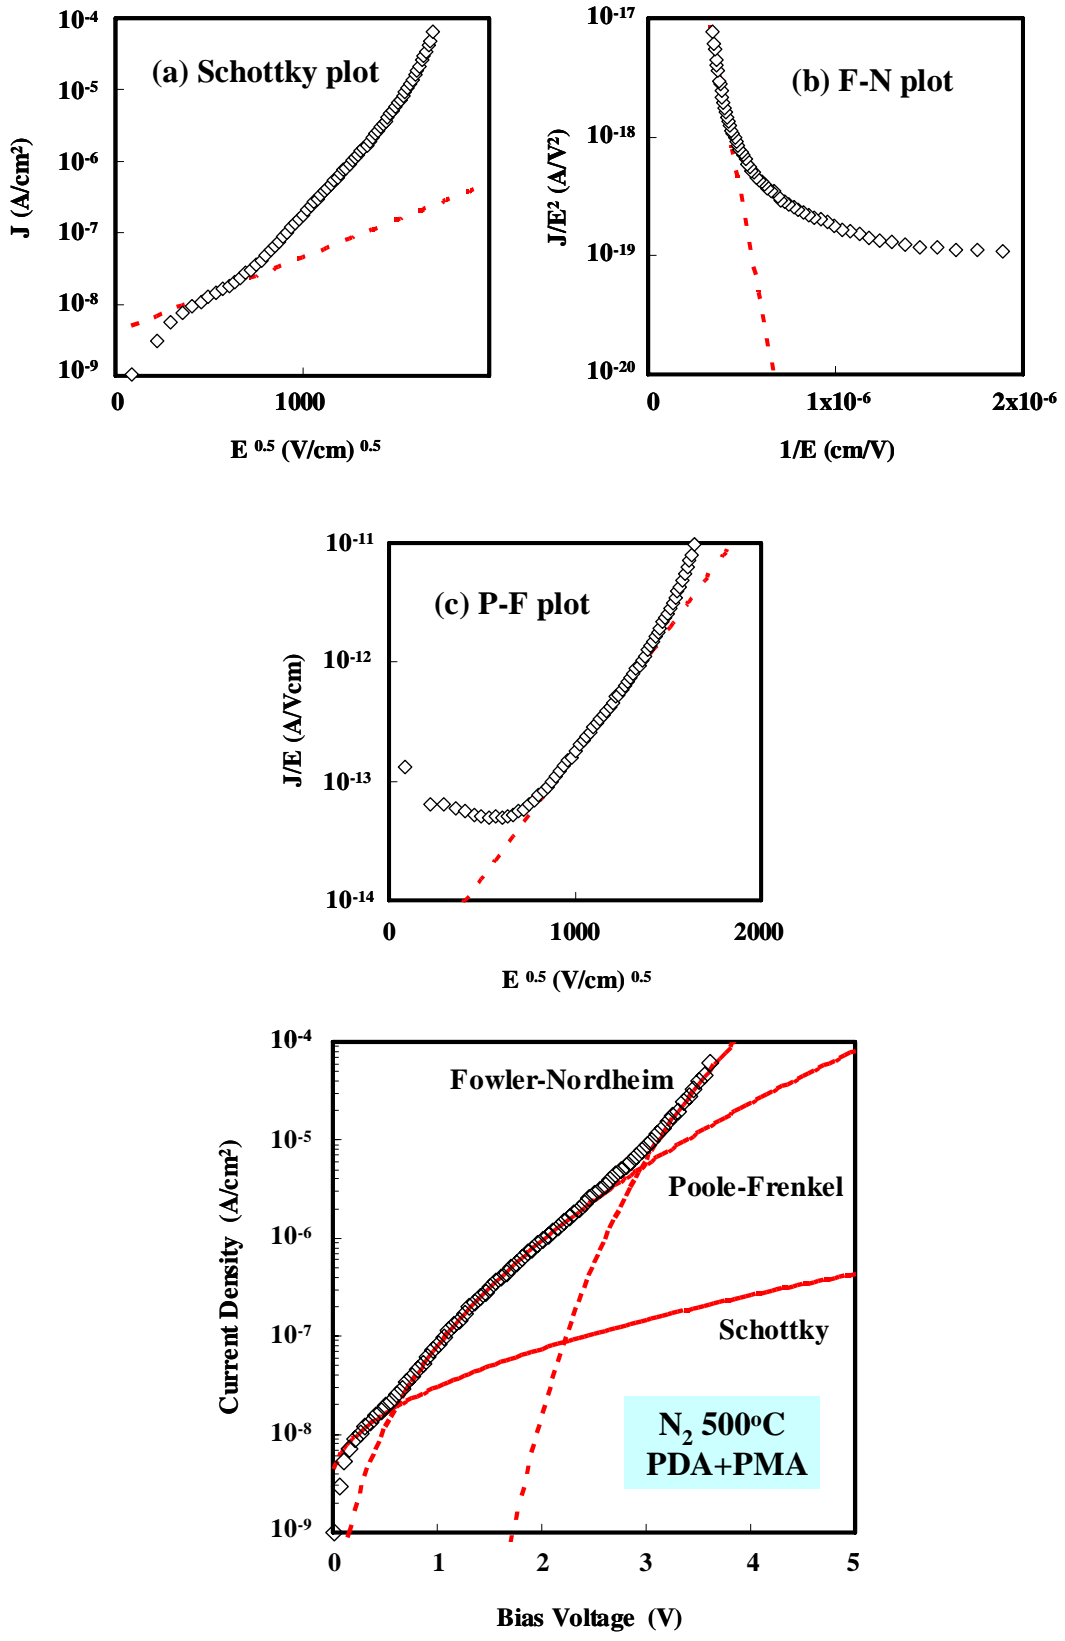 (a) Schottky plot
10⁻⁴
10⁻⁵
10⁻⁶
10⁻⁷
10⁻⁸
10⁻⁹
J (A/cm²)
0
1000
E ⁰·⁵ (V/cm) ⁰·⁵
(b) F-N plot
10⁻¹⁷
10⁻¹⁸
10⁻¹⁹
10⁻²⁰
J/E² (A/V²)
0
1x10⁻⁶
2x10⁻⁶
1/E (cm/V)
(c) P-F plot
10⁻¹¹
10⁻¹²
10⁻¹³
10⁻¹⁴
J/E (A/Vcm)
0
1000
2000
E ⁰·⁵ (V/cm) ⁰·⁵
10⁻⁴
10⁻⁵
10⁻⁶
10⁻⁷
10⁻⁸
10⁻⁹
Current Density (A/cm²)
Fowler-Nordheim
Poole-Frenkel
Schottky
N₂ 500°C
PDA+PMA
0 1 2 3 4 5
Bias Voltage (V)